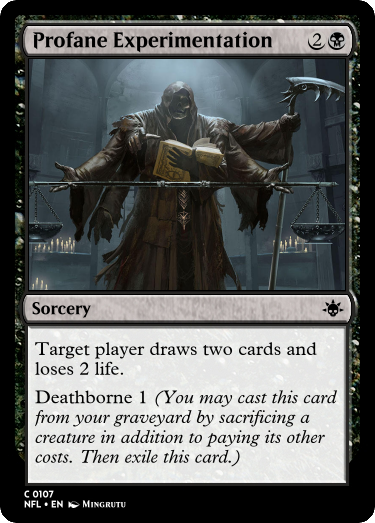 Profane Experimentation 2
Sorcery
Target player draws two cards and
loses 2 life.
Deathborne 1 (You may cast this card
from your graveyard by sacrificing a
creature in addition to paying its other
costs. Then exile this card.)
C 0107
NFL • EN Mingrutu